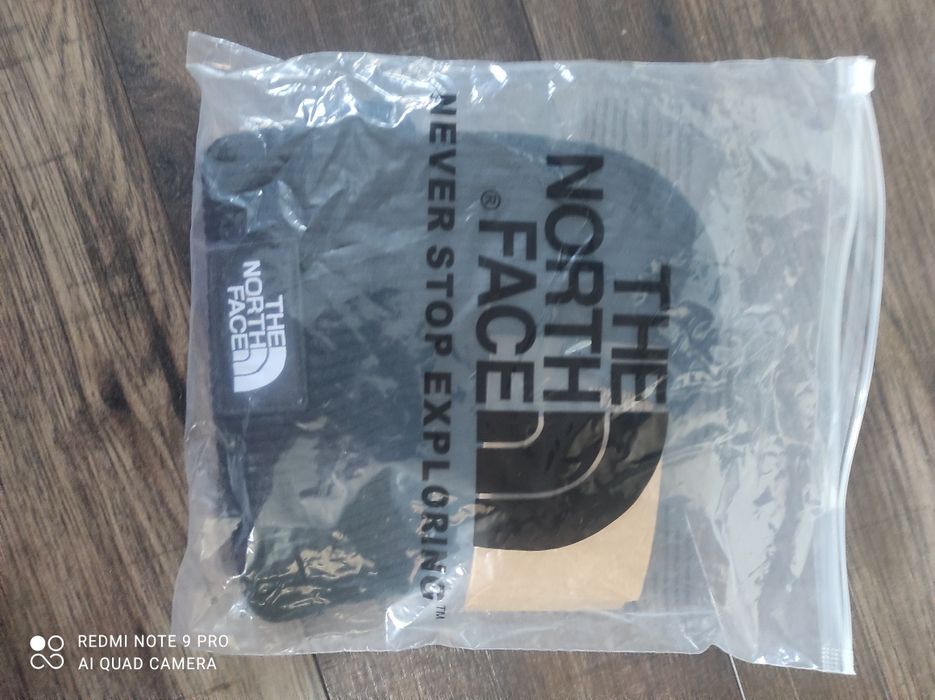 THE
NORTH
FACE
®
NEVER STOP EXPLORING™
THE
NORTH
FACE
REDMI NOTE 9 PRO
AI QUAD CAMERA